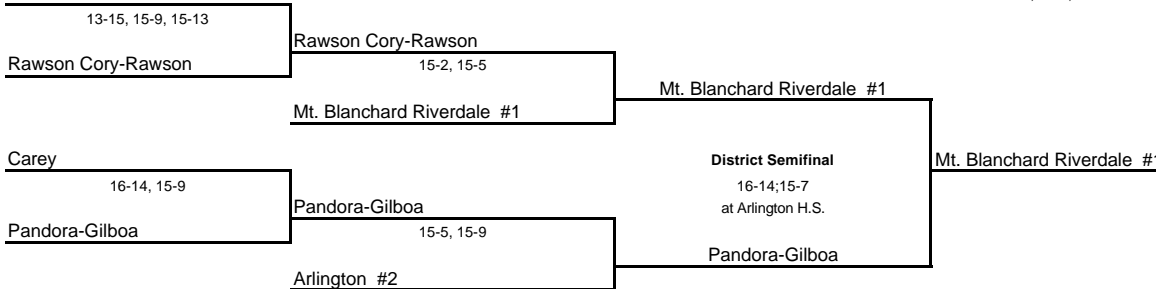 13-15, 15-9, 15-13
Rawson Cory-Rawson
Rawson Cory-Rawson
15-2, 15-5
Mt. Blanchard Riverdale #1
Mt. Blanchard Riverdale #1
Carey
16-14, 15-9
Pandora-Gilboa
Pandora-Gilboa
15-5, 15-9
Arlington #2
District Semifinal
16-14;15-7
at Arlington H.S.
Pandora-Gilboa
Mt. Blanchard Riverdale #1